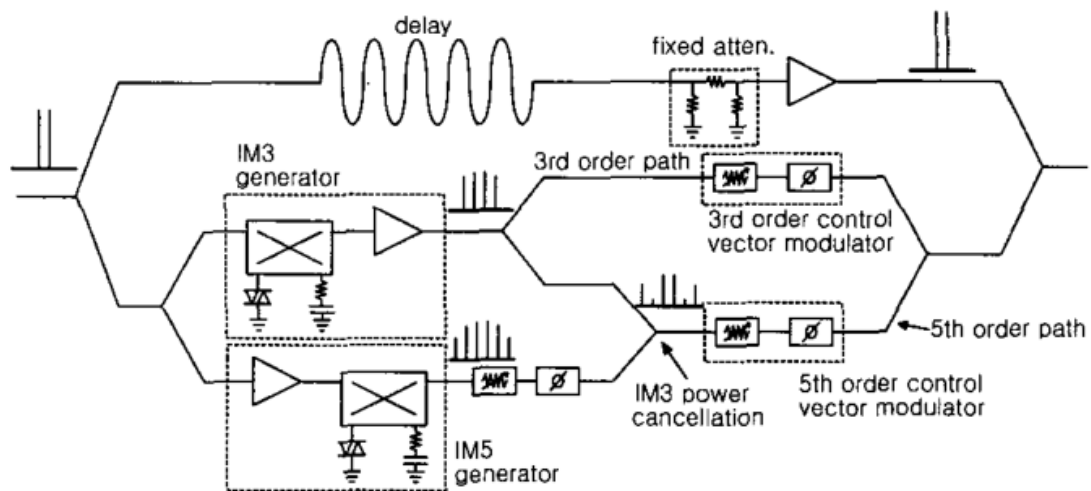 delay
fixed atten.
IM3
generator
3rd order path
3rd order control
vector modulator
5th order path
IM3 power
cancellation
5th order control
vector modulator
IM5
generator